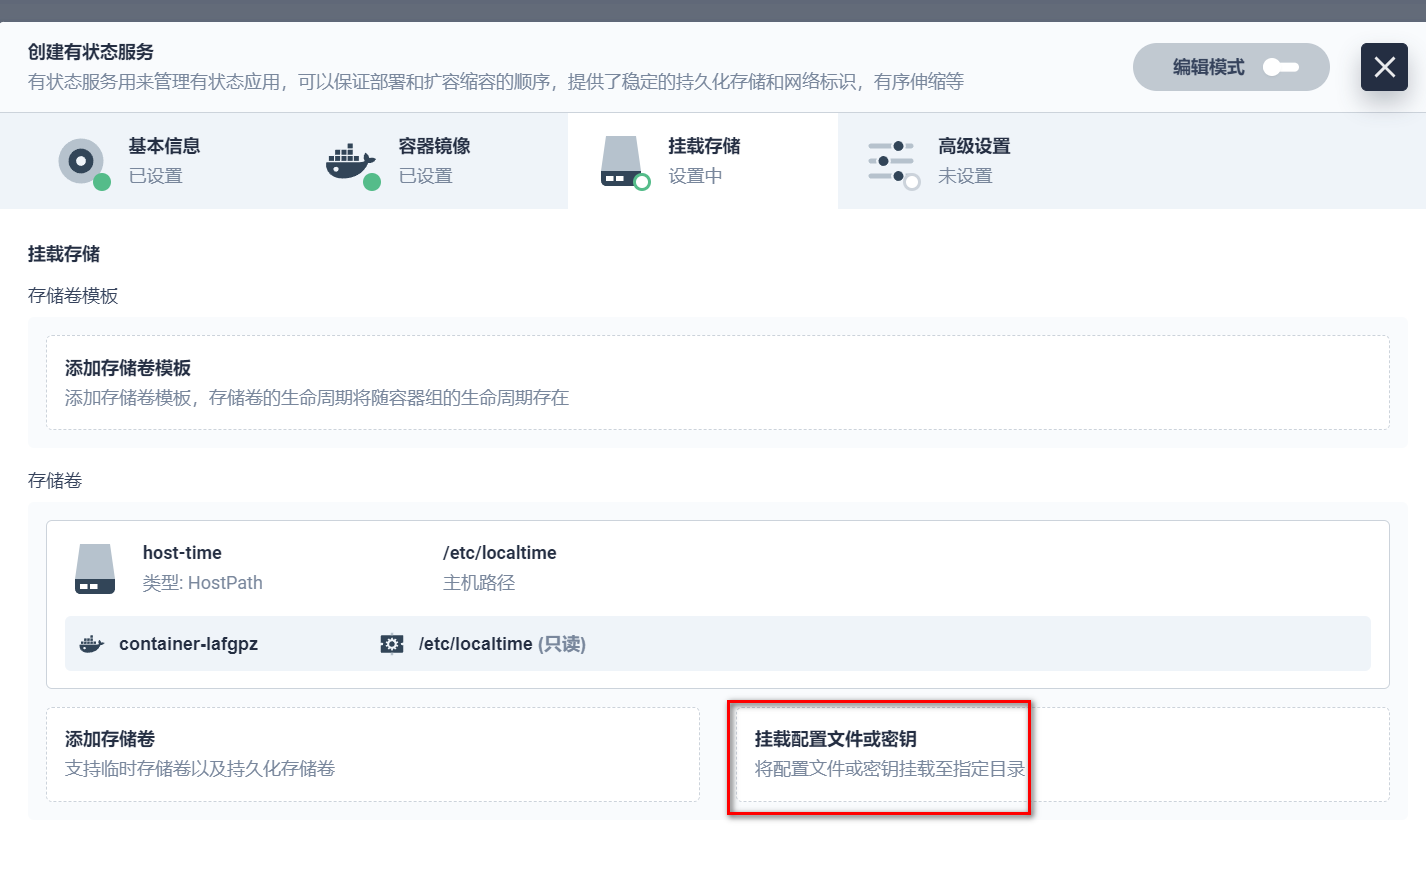 创建有状态服务
有状态服务用来管理有状态应用，可以保证部署和扩容缩容的顺序，提供了稳定的持久化存储和网络标识，有序伸缩等
编辑模式
基本信息
已设置
容器镜像
已设置
挂载存储
设置中
高级设置
未设置
挂载存储
存储卷模板
添加存储卷模板
添加存储卷模板，存储卷的生命周期将随容器组的生命周期存在
存储卷
host-time
类型: HostPath
/etc/localtime
主机路径
container-lafgpz
/etc/localtime (只读)
添加存储卷
支持临时存储卷以及持久化存储卷
挂载配置文件或密钥
将配置文件或密钥挂载至指定目录